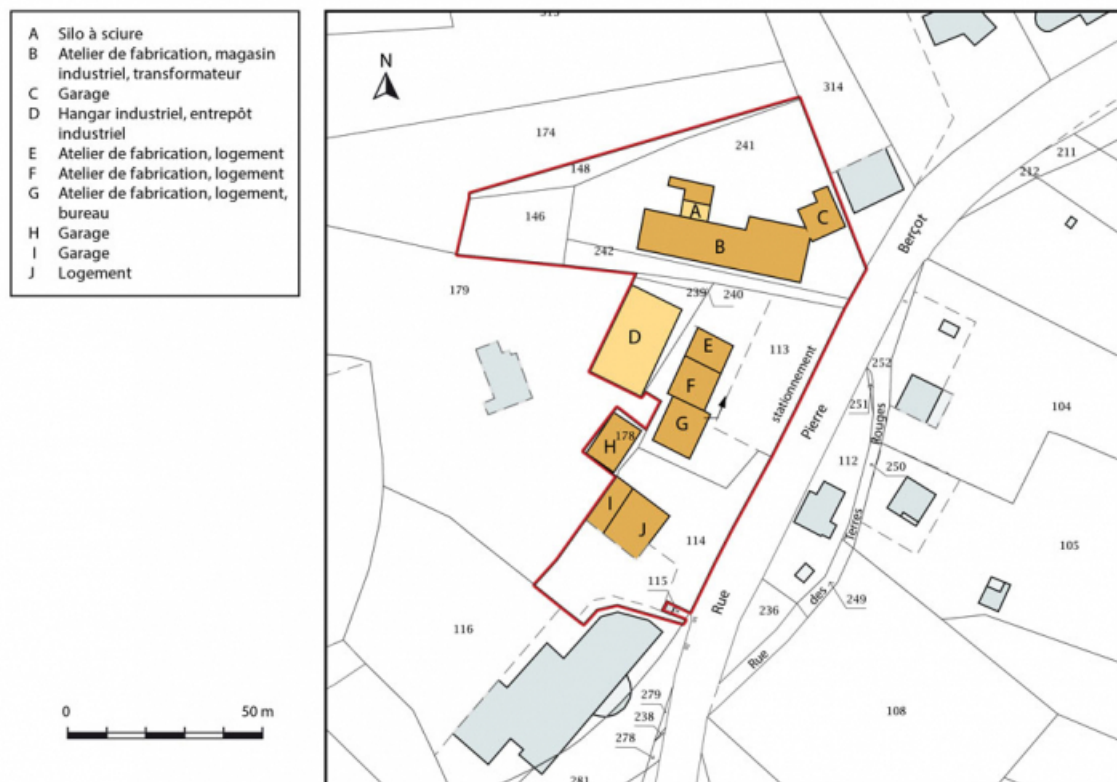 A Silo à sciure
B Atelier de fabrication, magasin
industriel, transformateur
C Garage
D Hangar industriel, entrepôt
industriel
E Atelier de fabrication, logement
F Atelier de fabrication, logement
G Atelier de fabrication, logement,
bureau
H Garage
I Garage
J Logement
0 50 m
N
313
314
174
241
211
212
148
A
C
146
B
Berçot
242
179
239
240
D
E
113
252
stationnement
F
251
Rouges
104
G
Pierre
178
H
112
250
I
J
114
Terres
105
115
Rue
des
249
116
236
Rue
279
238
108
278
281